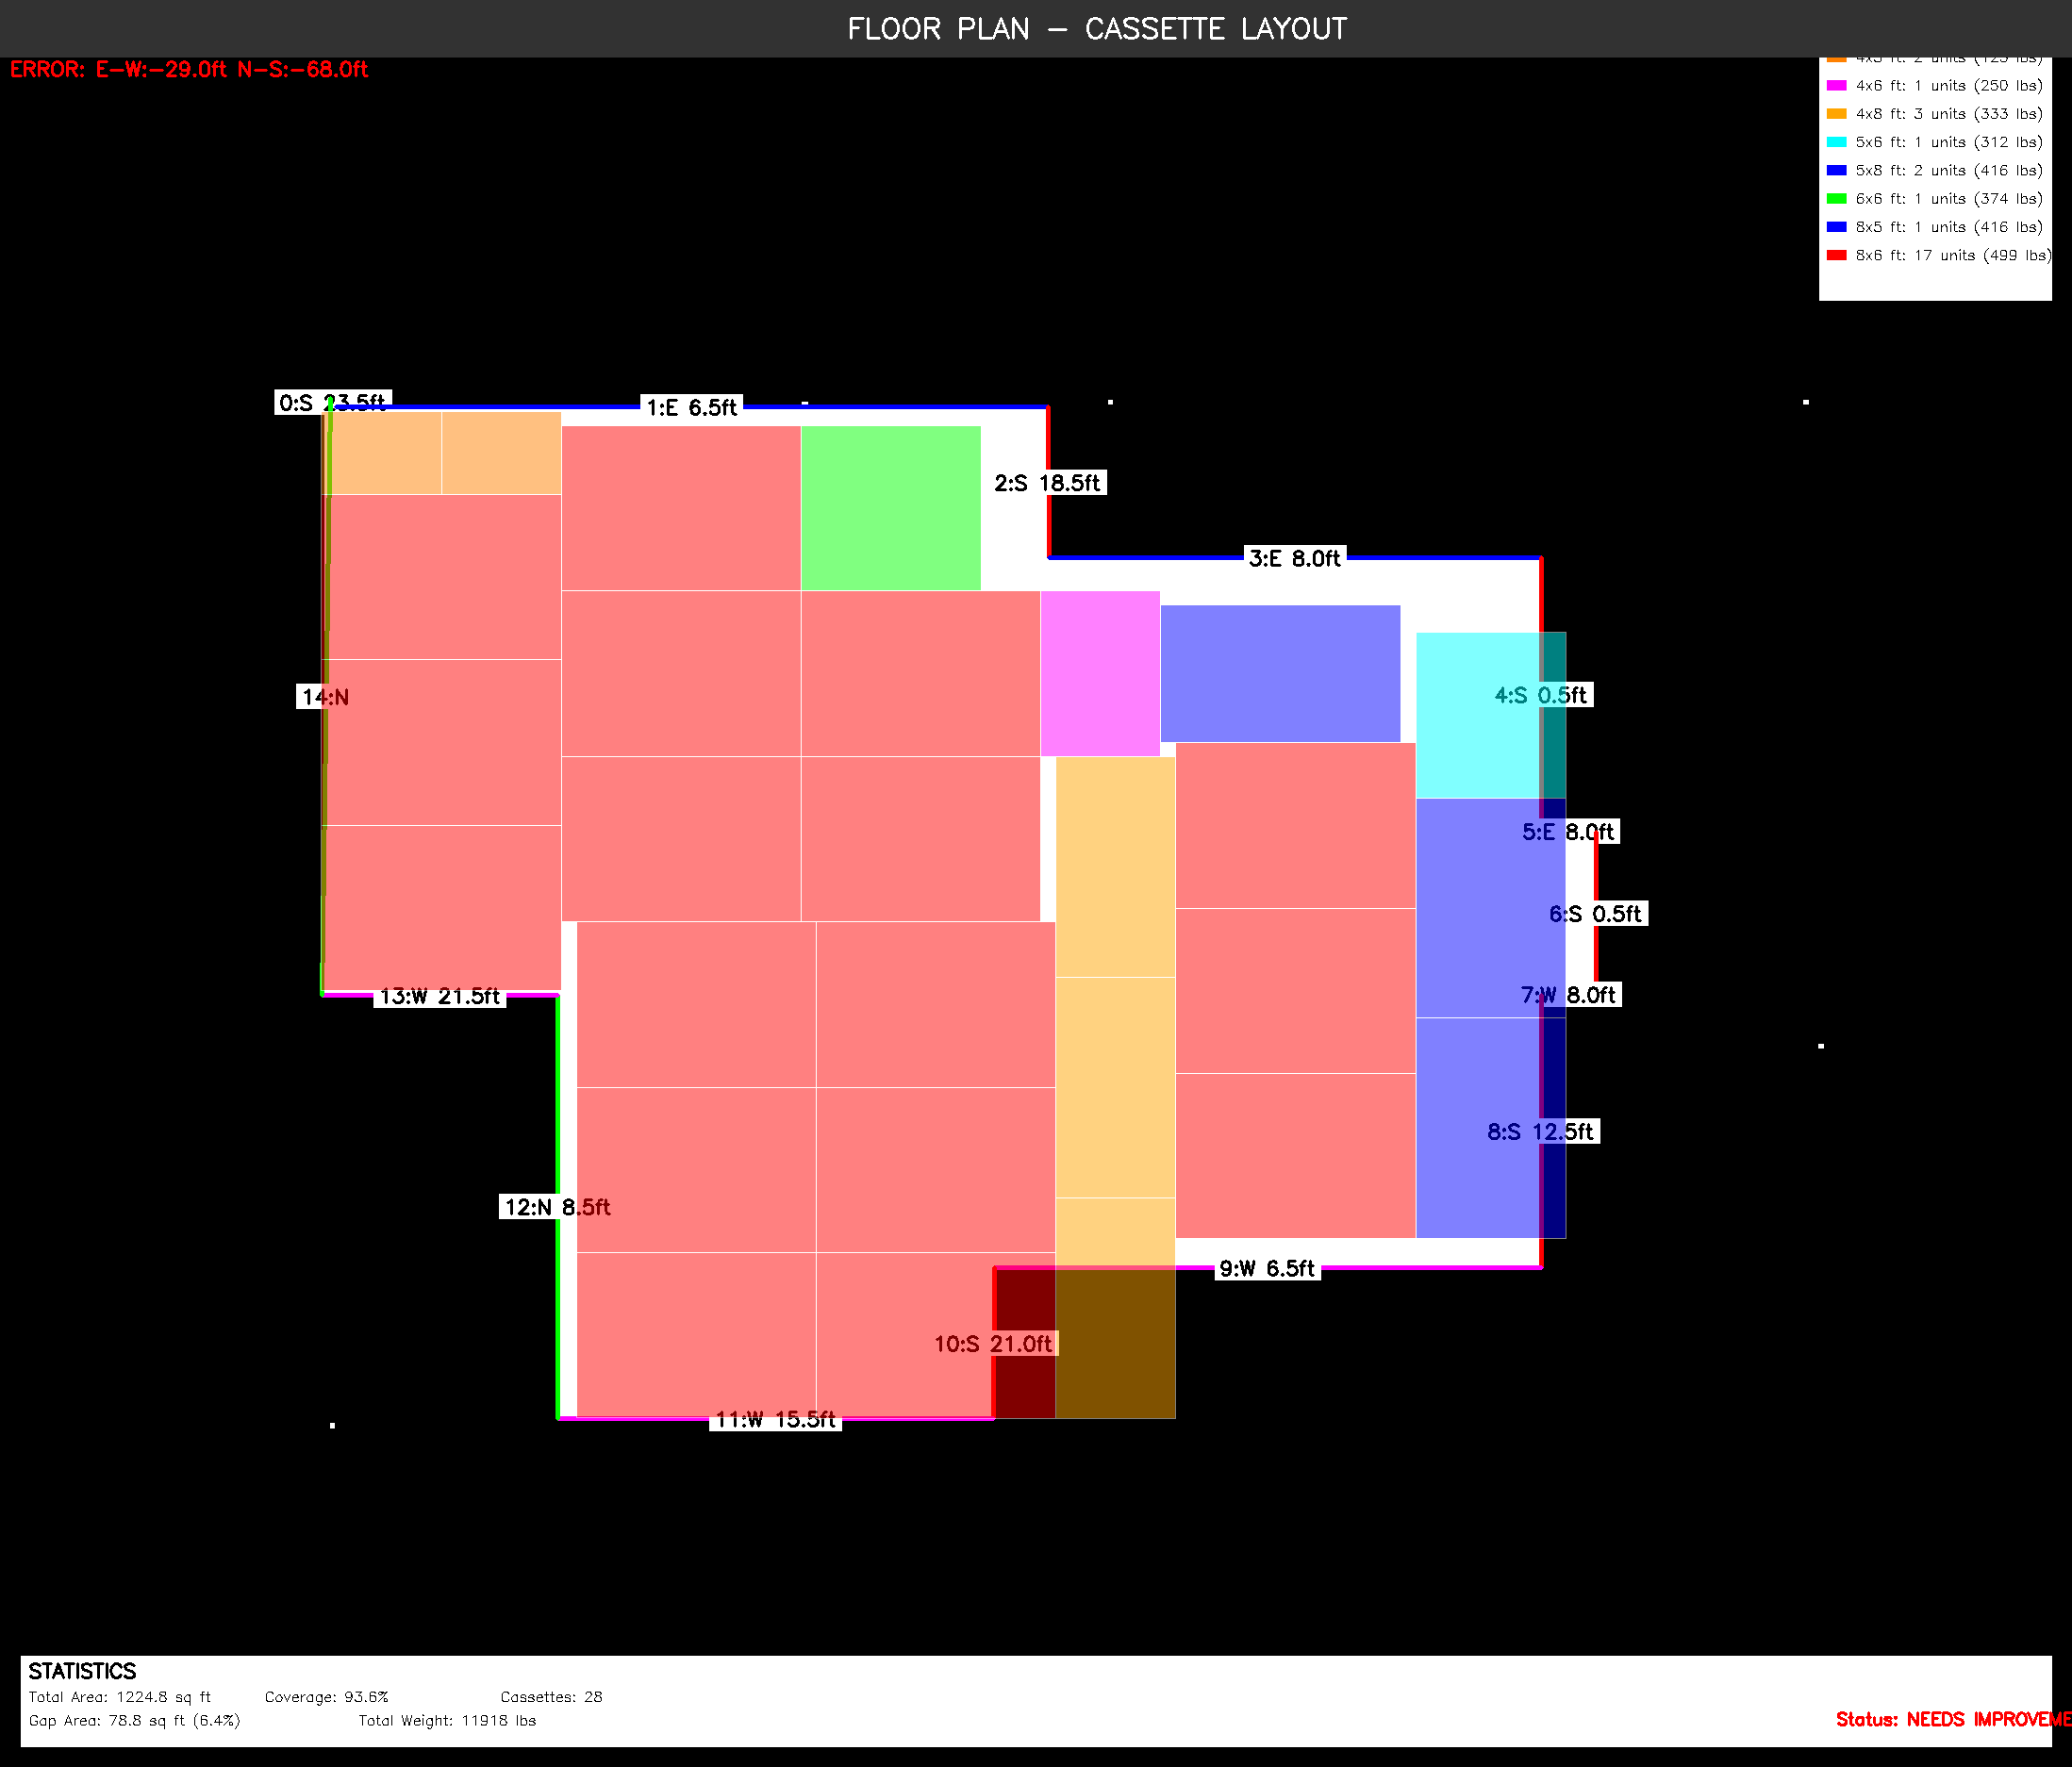 FLOOR PLAN - CASSETTE LAYOUT
ERROR: E-W:-29.0ft N-S:-68.0ft
4x6 ft: 1 units (250 lbs)
4x8 ft: 3 units (333 lbs)
5x6 ft: 1 units (312 lbs)
5x8 ft: 2 units (416 lbs)
6x6 ft: 1 units (374 lbs)
8x5 ft: 1 units (416 lbs)
8x6 ft: 17 units (499 lbs)
0:S 23.5ft
1:E 6.5ft
2:S 18.5ft
3:E 8.0ft
4:S 0.5ft
14:N
5:E 8.0ft
6:S 0.5ft
7:W 8.0ft
13:W 21.5ft
8:S 12.5ft
12:N 8.5ft
9:W 6.5ft
10:S 21.0ft
11:W 15.5ft
STATISTICS
Total Area: 1224.8 sq ft Coverage: 93.6% Cassettes: 28
Gap Area: 78.8 sq ft (6.4%) Total Weight: 11918 lbs
Status: NEEDS IMPROVEME